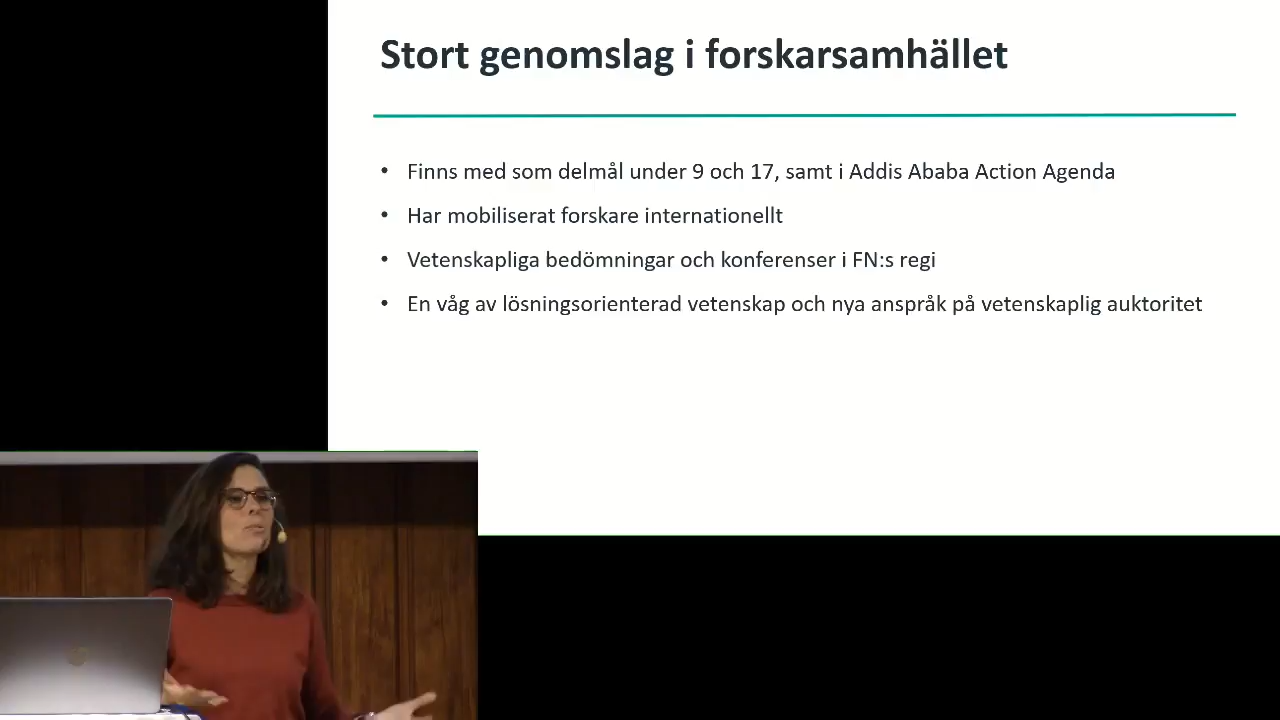 Stort genomslag i forskarsamhället
• Finns med som delmål under 9 och 17, samt i Addis Ababa Action Agenda
• Har mobiliserat forskare internationellt
• Vetenskapliga bedömningar och konferenser i FN:s regi
• En våg av lösningsorienterad vetenskap och nya anspråk på vetenskaplig auktoritet